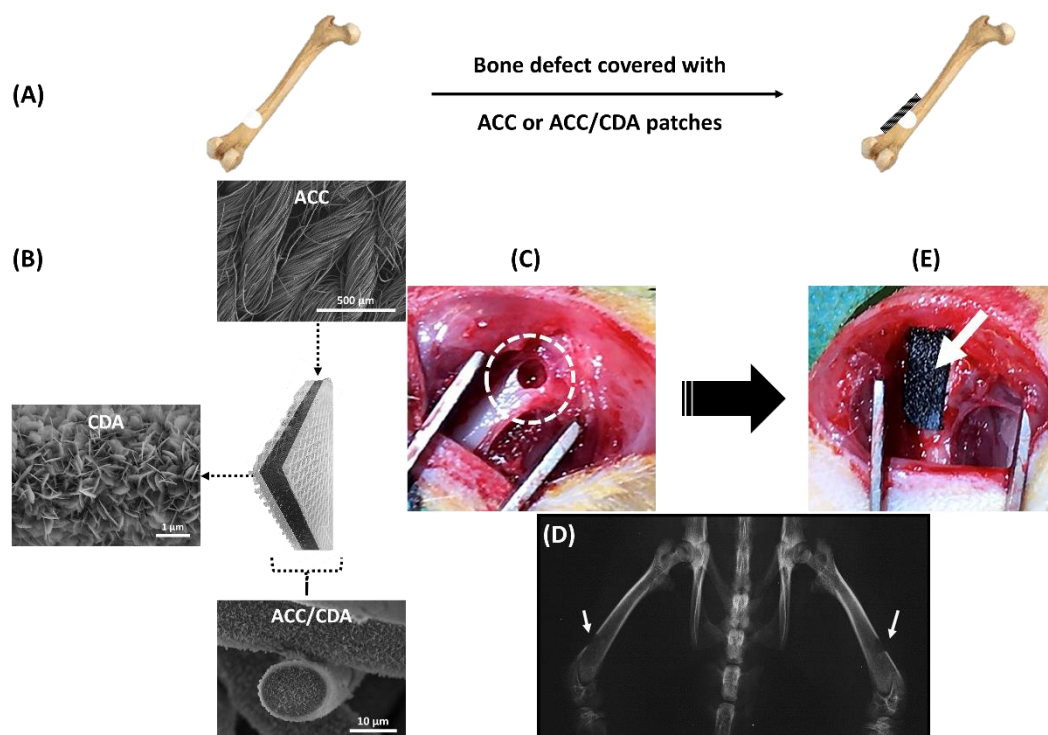 (A)
Bone defect covered with
ACC or ACC/CDA patches
(B)
ACC
500 µm
CDA
1 µm
ACC/CDA
10 µm
(C)
(E)
(D)